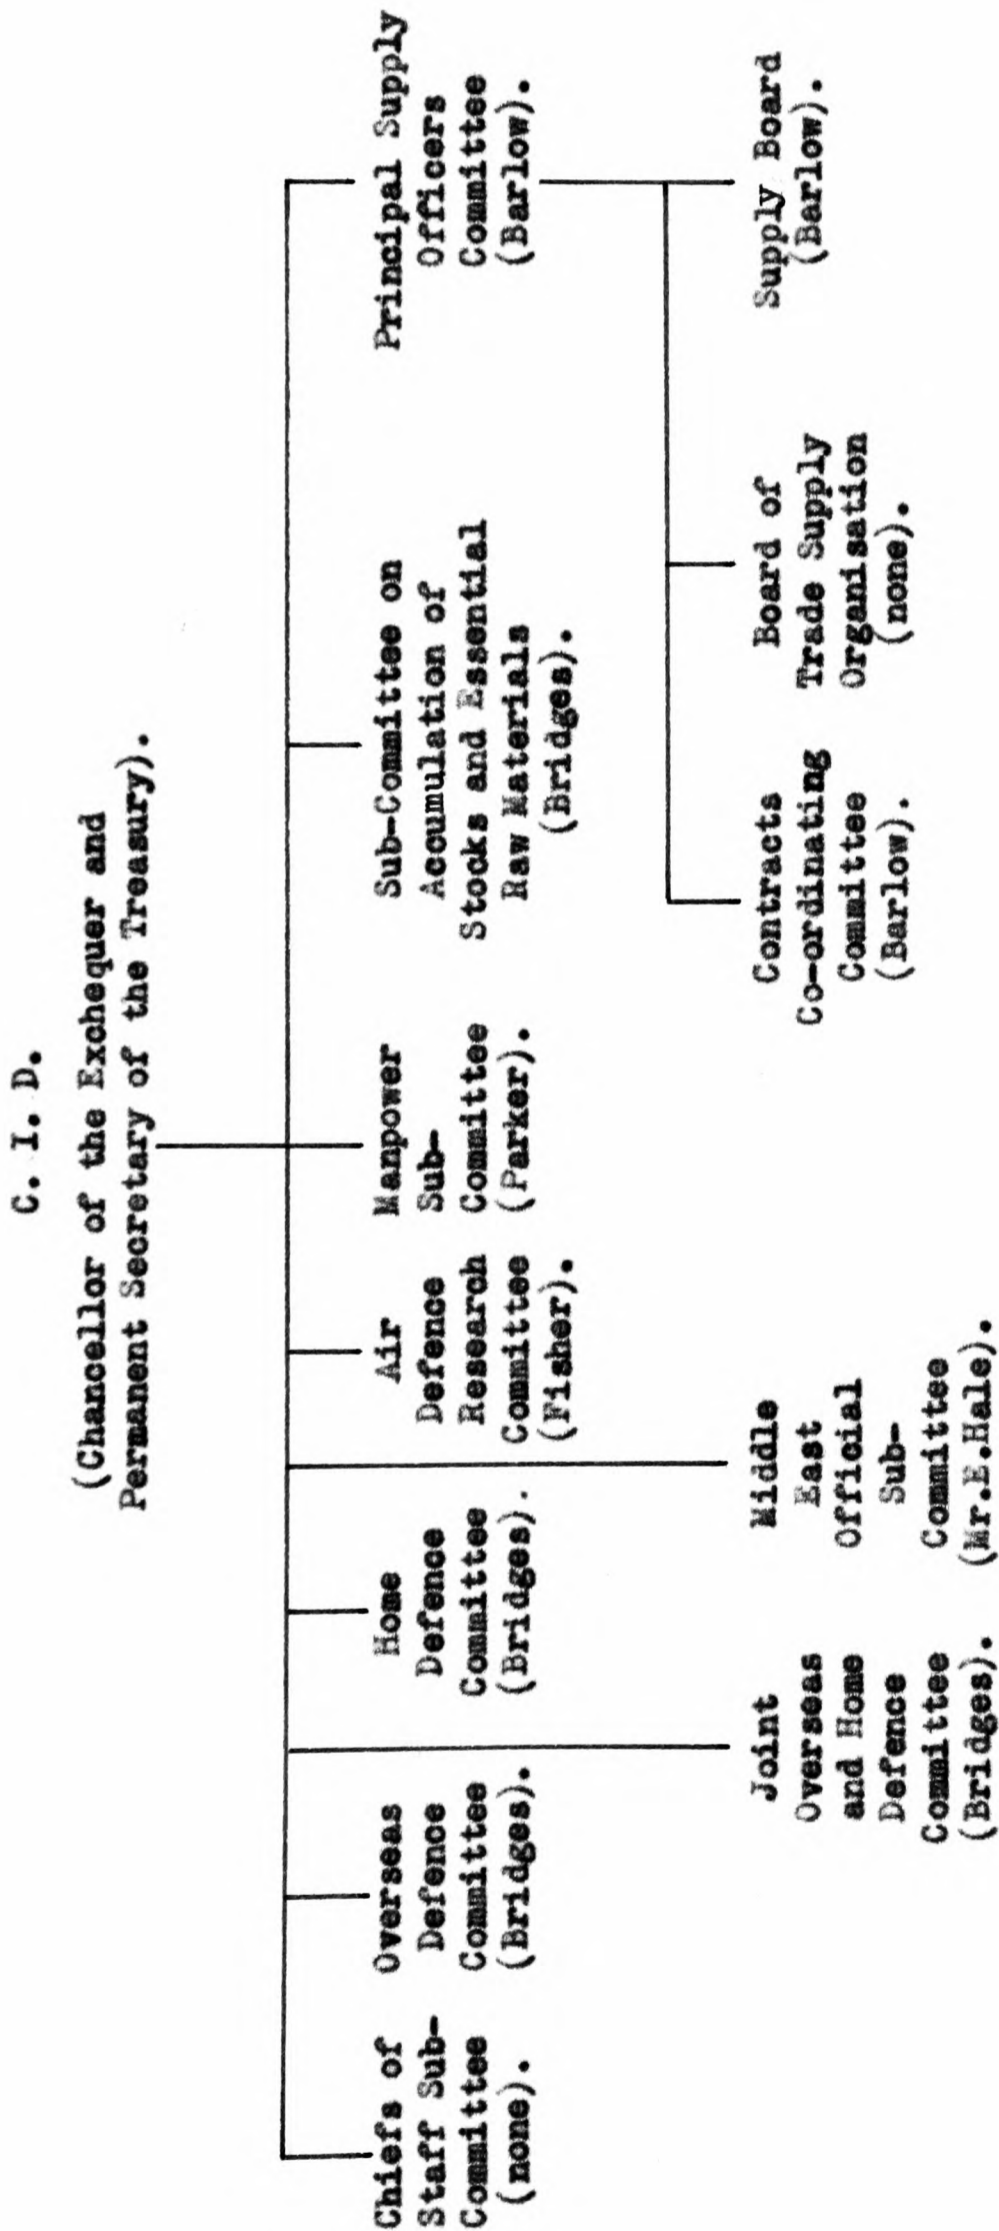 C. I. D.
(Chancellor of the Exchequer and
Permanent Secretary of the Treasury).
Chiefs of
Staff Sub-
Committee
(none).
Overseas
Defence
Committee
(Bridges).
Home
Defence
Committee
(Bridges).
Air
Defence
Research
Committee
(Fisher).
Manpower
Sub-
Committee
(Parker).
Sub-Committee on
Accumulation of
Stocks and Essential
Raw Materials
(Bridges).
Principal Supply
Officers
Committee
(Barlow).
Joint
Overseas
and Home
Defence
Committee
(Bridges).
Middle
East
Official
Sub-
Committee
(Mr.E.Hale).
Contracts
Co-ordinating
Committee
(Barlow).
Board of
Trade Supply
Organisation
(none).
Supply Board
(Barlow).